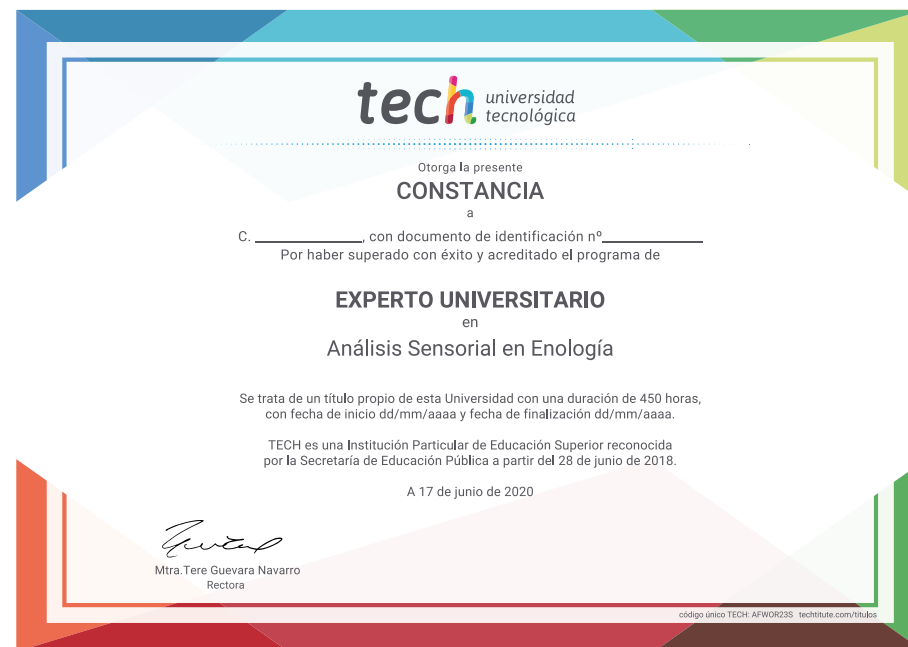 tech universidad
tecnológica
Otorga la presente
CONSTANCIA
a
C. ____________, con documento de identificación nº____________
Por haber superado con éxito y acreditado el programa de
EXPERTO UNIVERSITARIO
en
Análisis Sensorial en Enología
Se trata de un título propio de esta Universidad con una duración de 450 horas,
con fecha de inicio dd/mm/aaaa y fecha de finalización dd/mm/aaaa.
TECH es una Institución Particular de Educación Superior reconocida
por la Secretaría de Educación Pública a partir del 28 de junio de 2018.
A 17 de junio de 2020
Mtra.Tere Guevara Navarro
Rectora
código único TECH: AFWOR23S techtitute.com/titulos